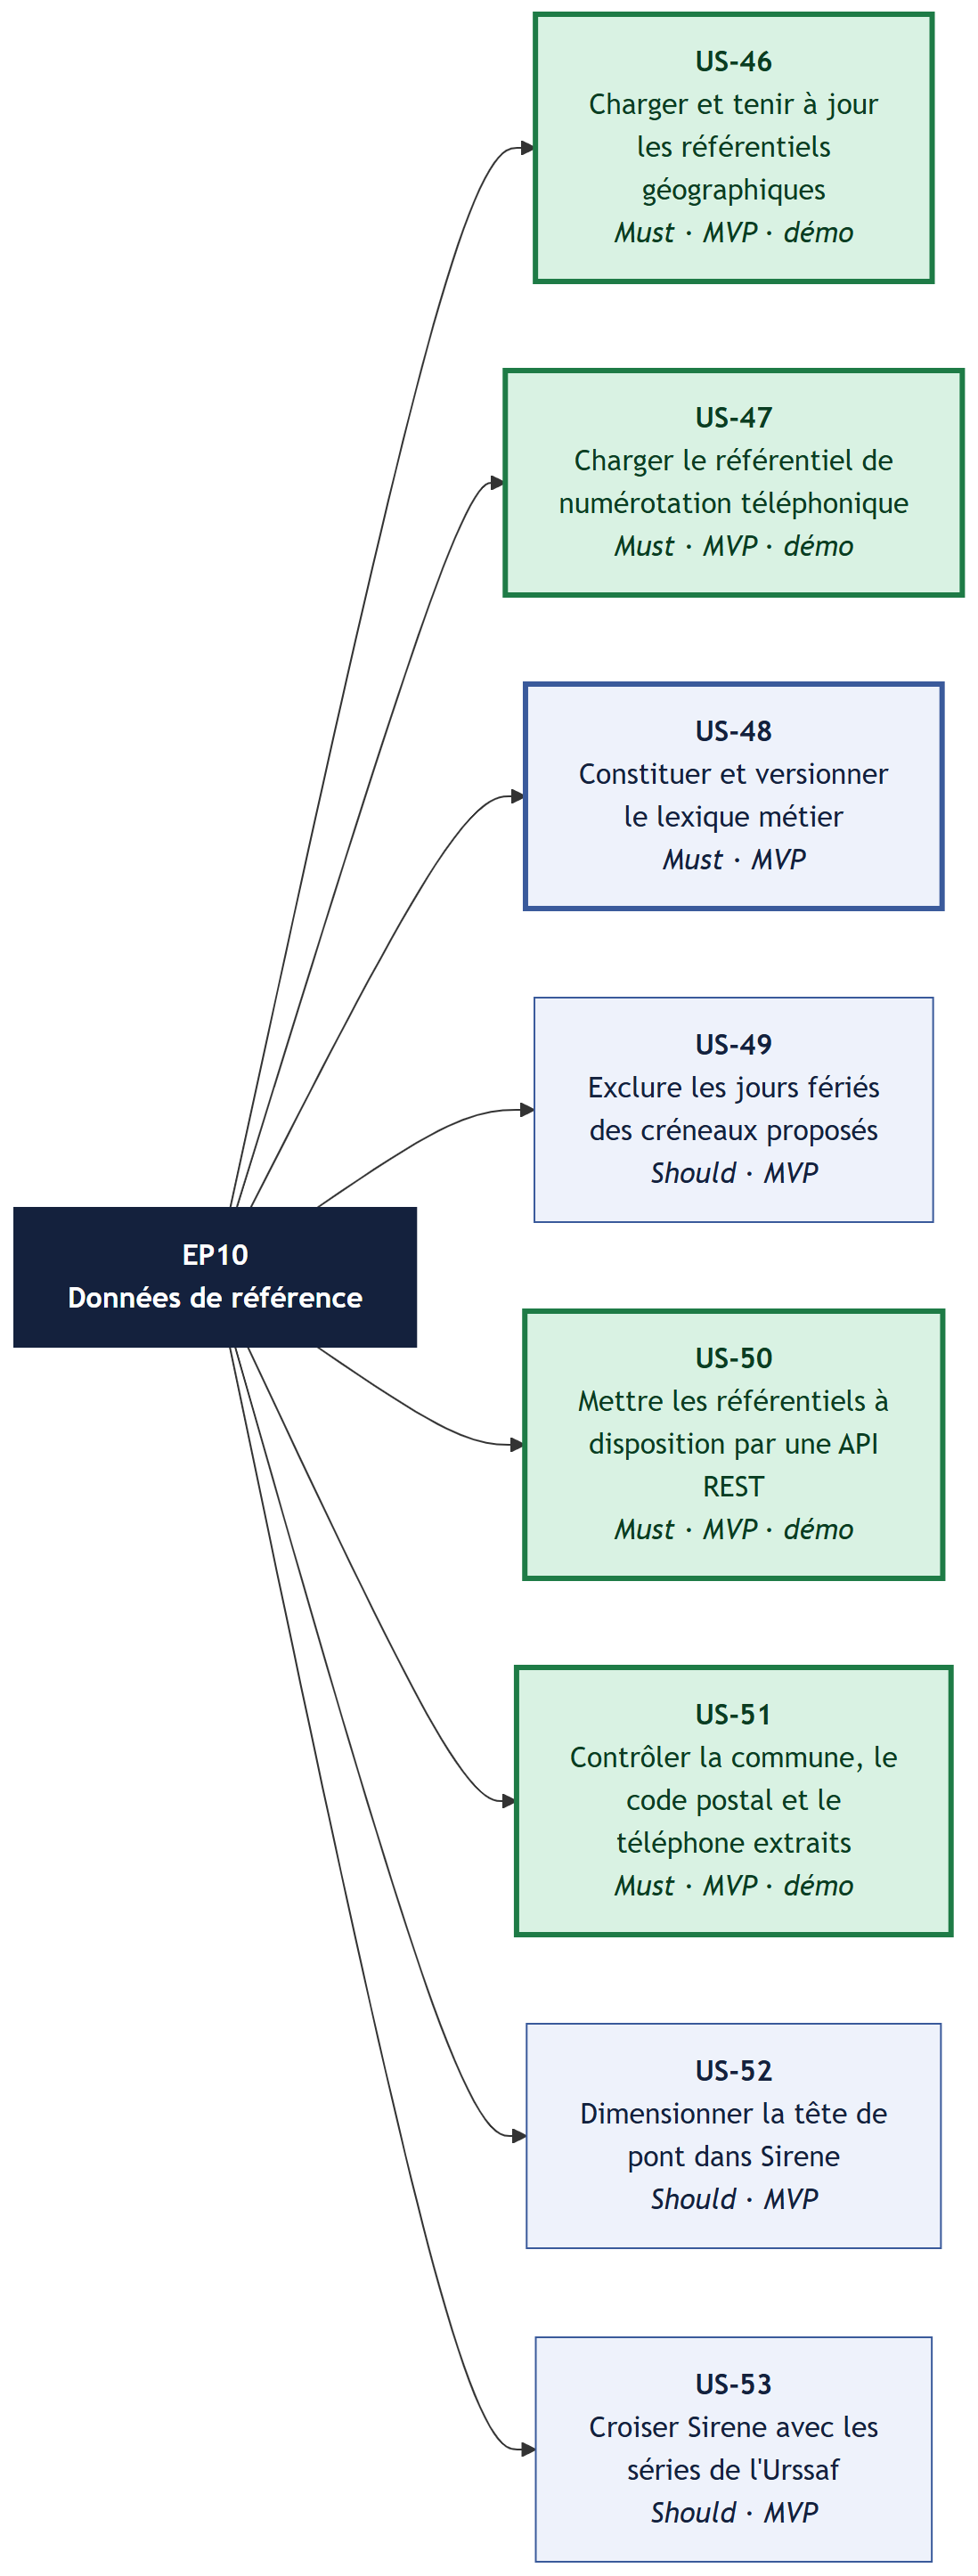 US-46
Charger et tenir à jour
les référentiels
géographiques
Must · MVP · démo
US-47
Charger le référentiel de
numérotation téléphonique
Must · MVP · démo
US-48
Constituer et versionner
le lexique métier
Must · MVP
US-49
Exclure les jours fériés
des créneaux proposés
Should · MVP
EP10
Données de référence
US-50
Mettre les référentiels à
disposition par une API
REST
Must · MVP · démo
US-51
Contrôler la commune, le
code postal et le
téléphone extraits
Must · MVP · démo
US-52
Dimensionner la tête de
pont dans Sirene
Should · MVP
US-53
Croiser Sirene avec les
séries de l'Urssaf
Should · MVP